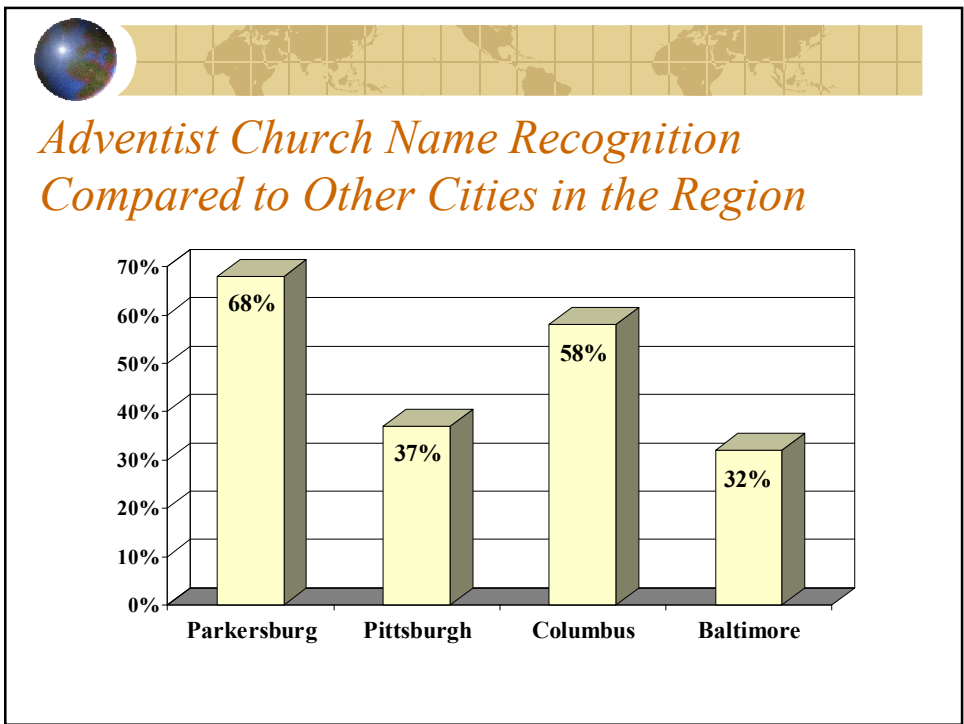 Adventist Church Name Recognition
Compared to Other Cities in the Region
70%
60%
50%
40%
30%
20%
10%
0%
68%
37%
58%
32%
Parkersburg
Pittsburgh
Columbus
Baltimore